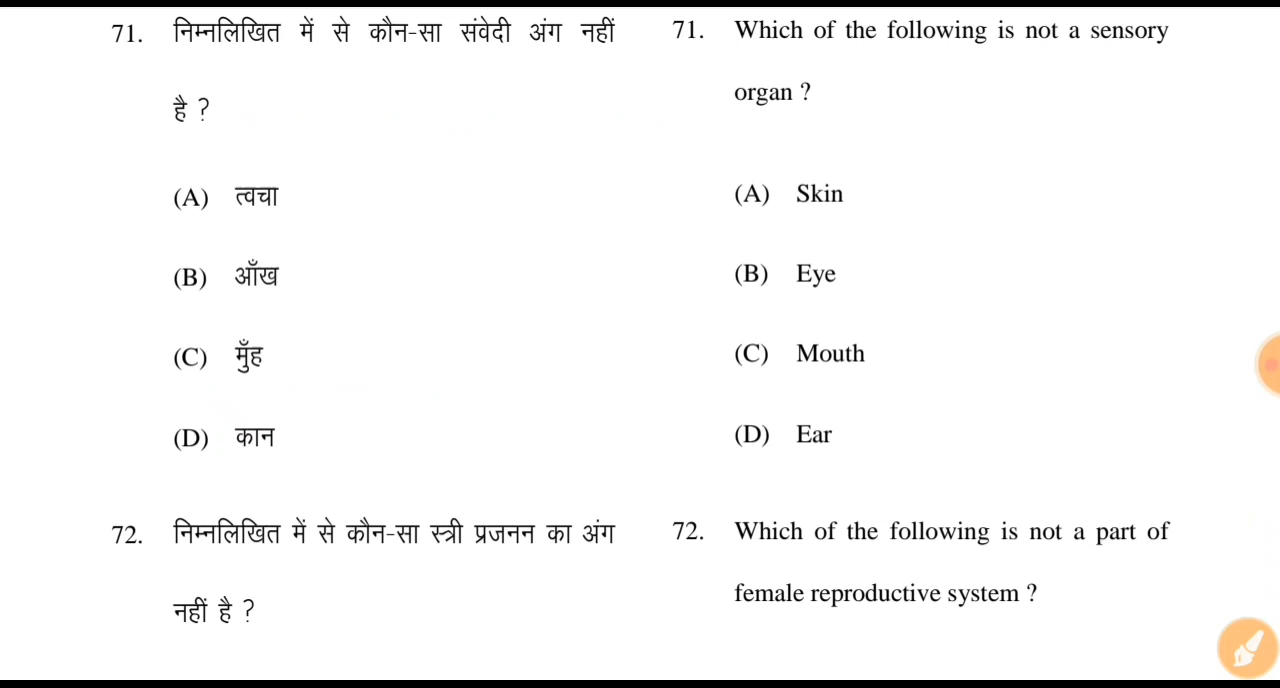 71. निम्नलिखित में से कौन-सा संवेदी अंग नहीं
है ?
(A) त्वचा
(B) आँख
(C) मुँह
(D) कान
72. निम्नलिखित में से कौन-सा स्त्री प्रजनन का अंग
नहीं है ?
71. Which of the following is not a sensory
organ ?
(A) Skin
(B) Eye
(C) Mouth
(D) Ear
72. Which of the following is not a part of
female reproductive system ?